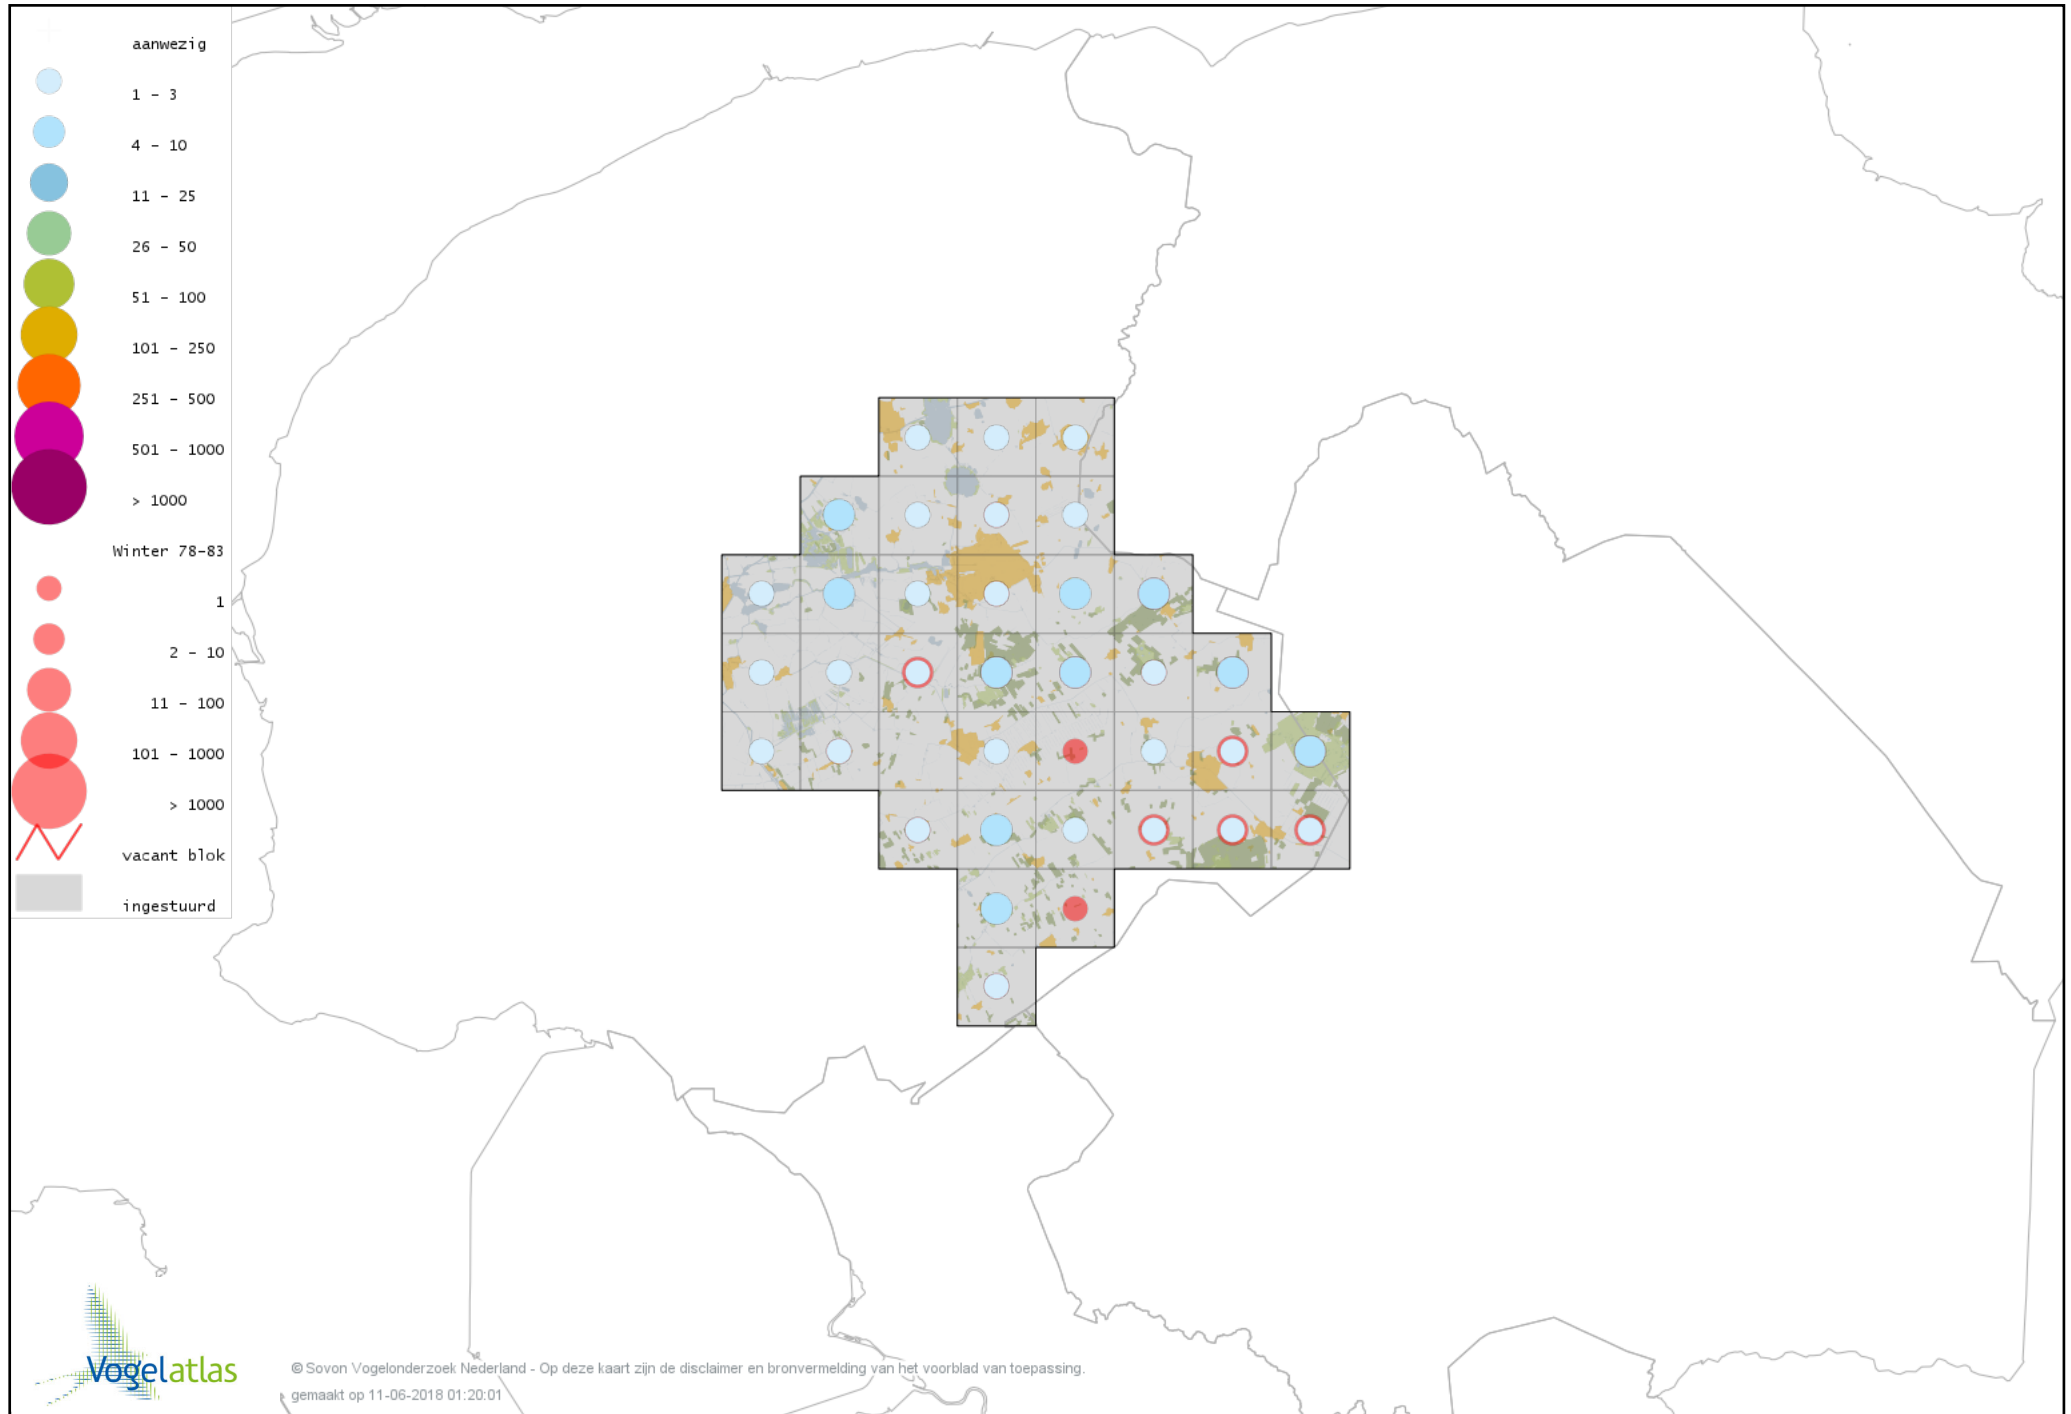 aanwezig
1 - 3
4 - 10
11 - 25
26 - 50
51 - 100
101 - 250
251 - 500
501 - 1000
> 1000
Winter 78-83
1
2 - 10
11 - 100
101 - 1000
> 1000
vacant blok
ingestuurd
Vogelatlas
© Sovon Vogelonderzoek Nederland - Op deze kaart zijn de disclaimer en bronvermelding van het voorblad van toepassing.
gemaakt op 11-06-2018 01:20:01